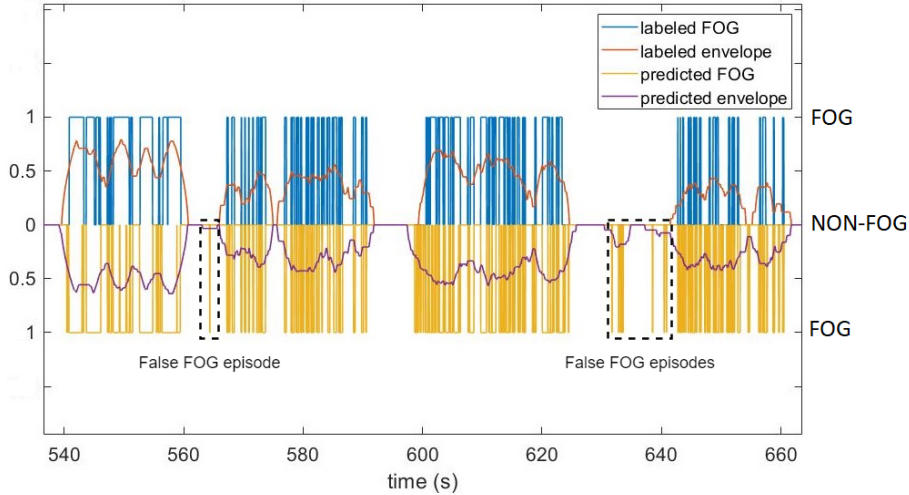 labeled FOG
labeled envelope
predicted FOG
predicted envelope
1 FOG
0.5
0 NON-FOG
0.5
1 FOG
False FOG episode False FOG episodes
540 560 580 600 620 640 660
time (s)